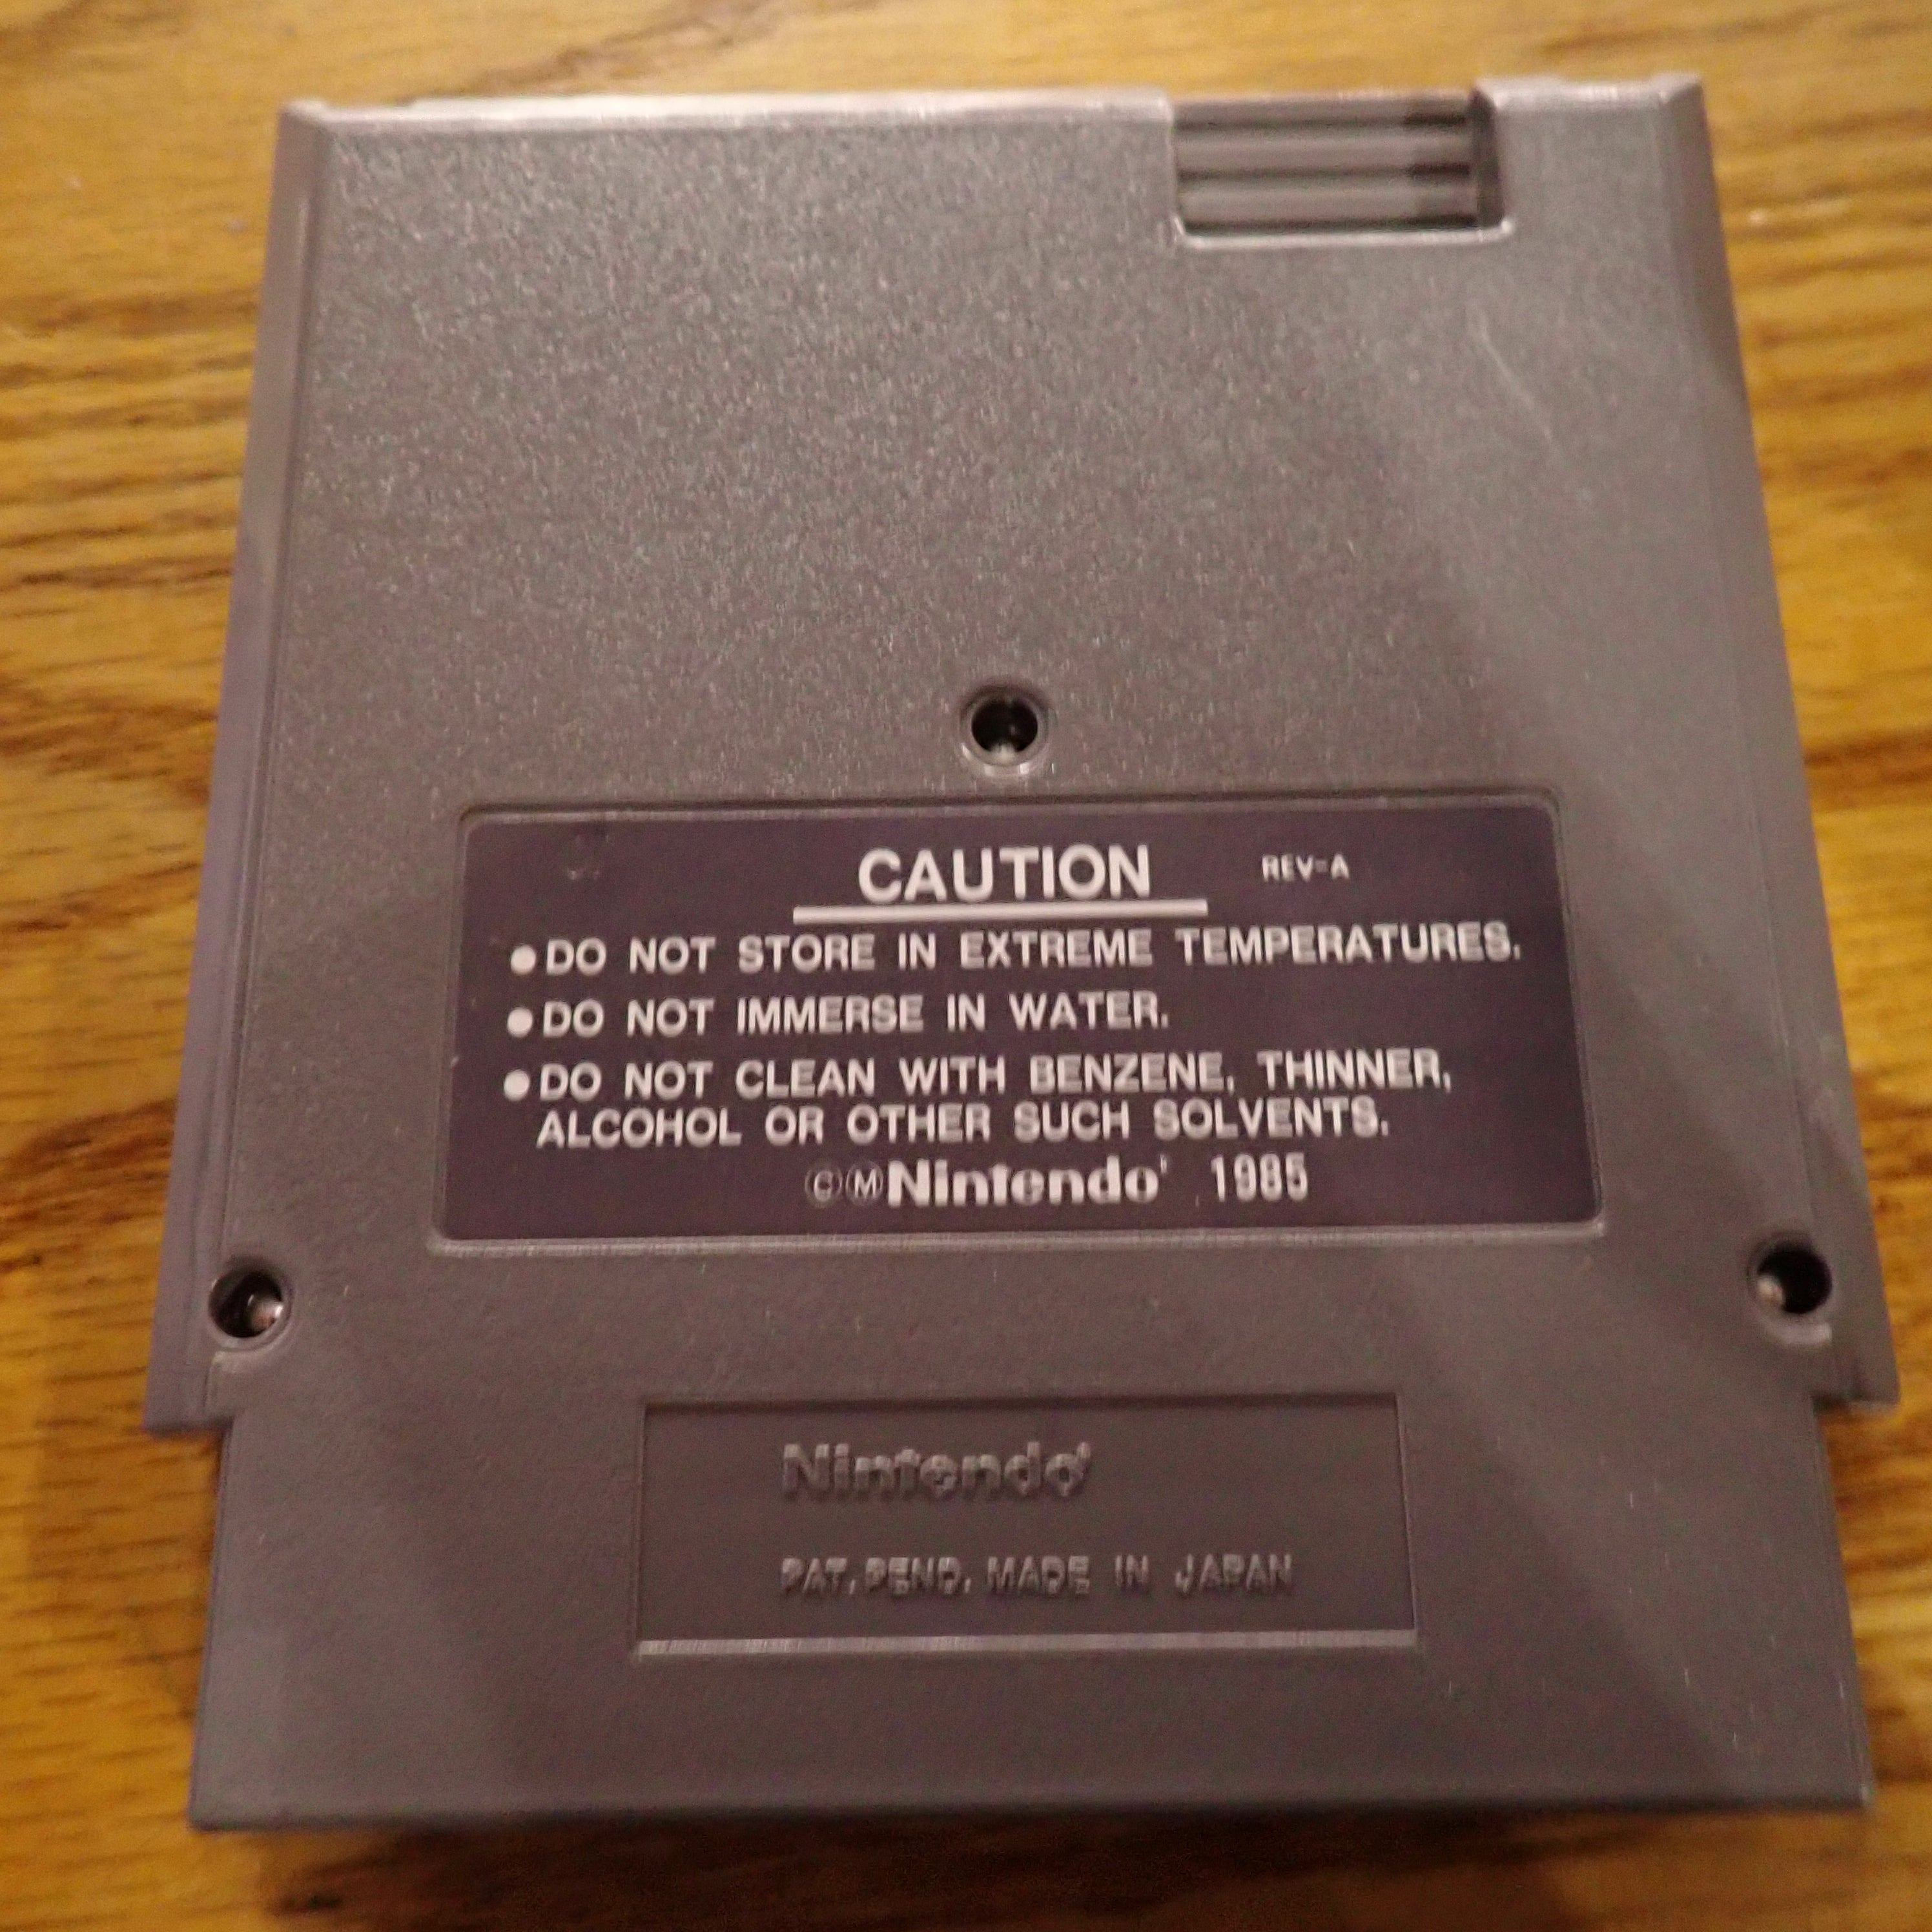 CAUTION REV-A
●DO NOT STORE IN EXTREME TEMPERATURES.
●DO NOT IMMERSE IN WATER.
●DO NOT CLEAN WITH BENZENE, THINNER,
ALCOHOL OR OTHER SUCH SOLVENTS.
©ⓂNintendo® 1985
Nintendo®
PAT. PEND. MADE IN JAPAN